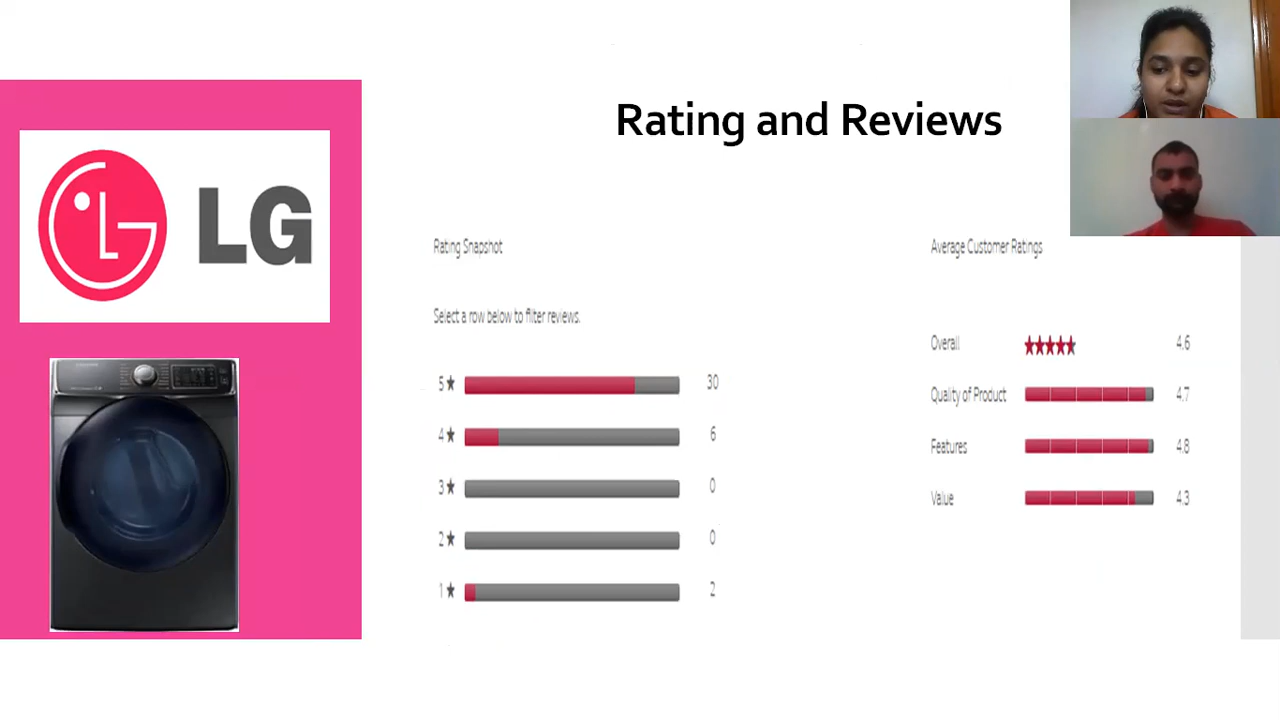 Rating and Reviews
LG
Rating Snapshot
Average Customer Ratings
Select a row below to filter reviews.
5★ 30
4★ 6
3★ 0
2★ 0
1★ 2
Overall 4.6
Quality of Product 4.7
Features 4.8
Value 4.3